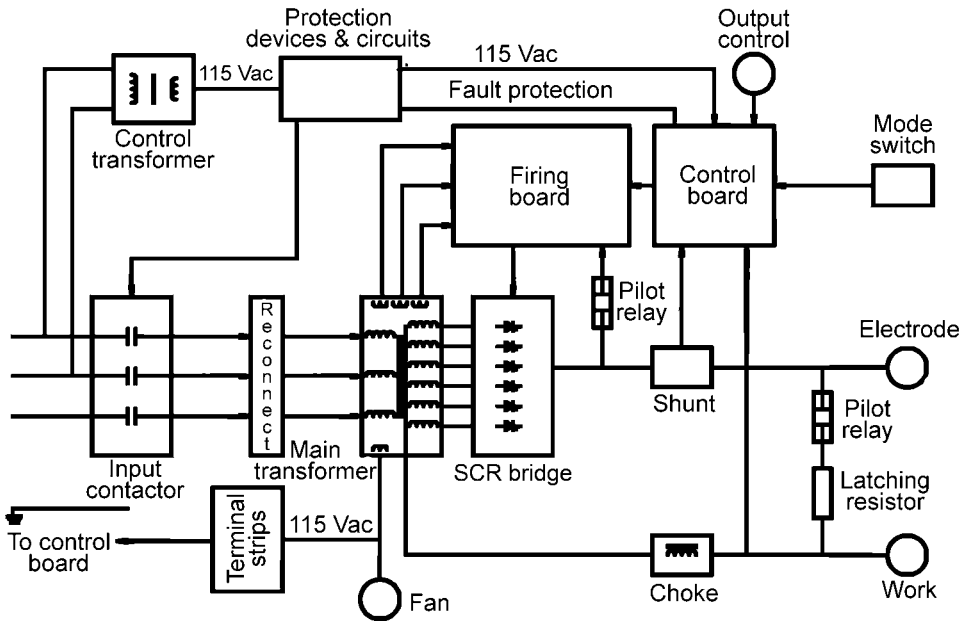 Protection
devices & circuits
Output
control
115 Vac
115 Vac
Fault protection
Mode
switch
Control
transformer
Firing
board
Control
board
Reconnect
Pilot
relay
Electrode
Shunt
Pilot
relay
Main
transformer
Input
contactor
SCR bridge
Latching
resistor
Terminal
strips
115 Vac
To control
board
Choke
Work
Fan